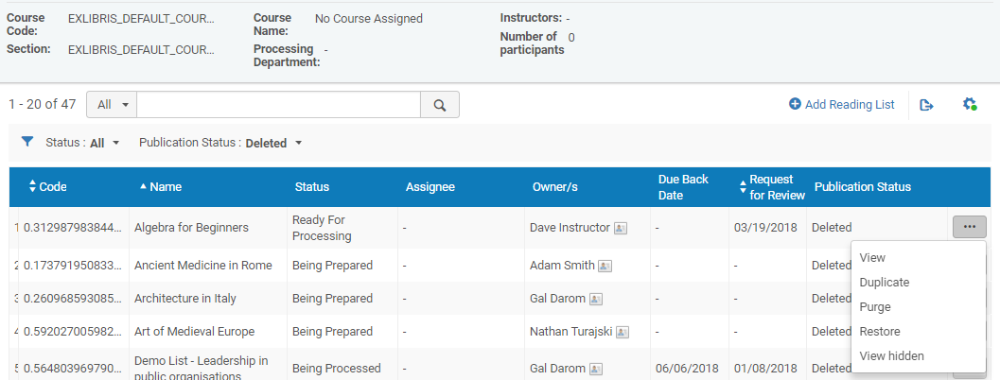 Course Code: EXLIBRIS_DEFAULT_COUR... Course Name: No Course Assigned Instructors: -
Section: EXLIBRIS_DEFAULT_COUR... Processing Department: - Number of participants 0
1 - 20 of 47 All Add Reading List
Status : All Publication Status : Deleted
Code Name Status Assignee Owner/s Due Back Date Request for Review Publication Status
1 0.312987983844... Algebra for Beginners Ready For Processing - Dave Instructor - 03/19/2018 Deleted ...
2 0.173791950833... Ancient Medicine in Rome Being Prepared - Adam Smith - - Deleted
3 0.260968593085... Architecture in Italy Being Prepared - Gal Darom - - Deleted
4 0.592027005982... Art of Medieval Europe Being Prepared - Nathan Turajski - - Deleted
5 0.564803969790... Demo List - Leadership in public organisations Being Processed - Gal Darom 06/06/2018 01/08/2018 Deleted
View
Duplicate
Purge
Restore
View hidden